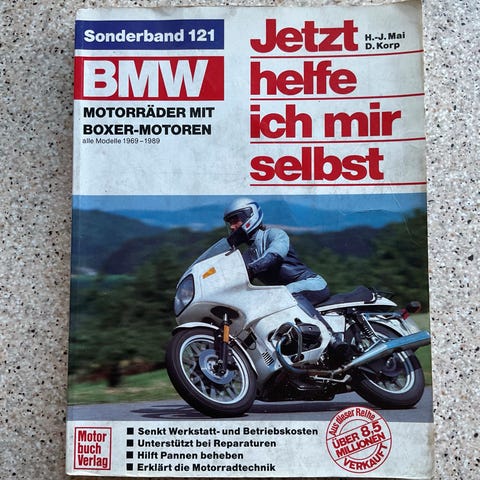 Sonderband 121
BMW
MOTORRÄDER MIT
BOXER-MOTOREN
alle Modelle 1969–1989
Jetzt
H.-J. Mai
D. Korp
helfe
ich mir
selbst
Motor
buch
Verlag
■ Senkt Werkstatt- und Betriebskosten
■ Unterstützt bei Reparaturen
■ Hilft Pannen beheben
■ Erklärt die Motorradtechnik
Aus dieser Reihe
ÜBER 8,5
MILLIONEN
VERKAUFT